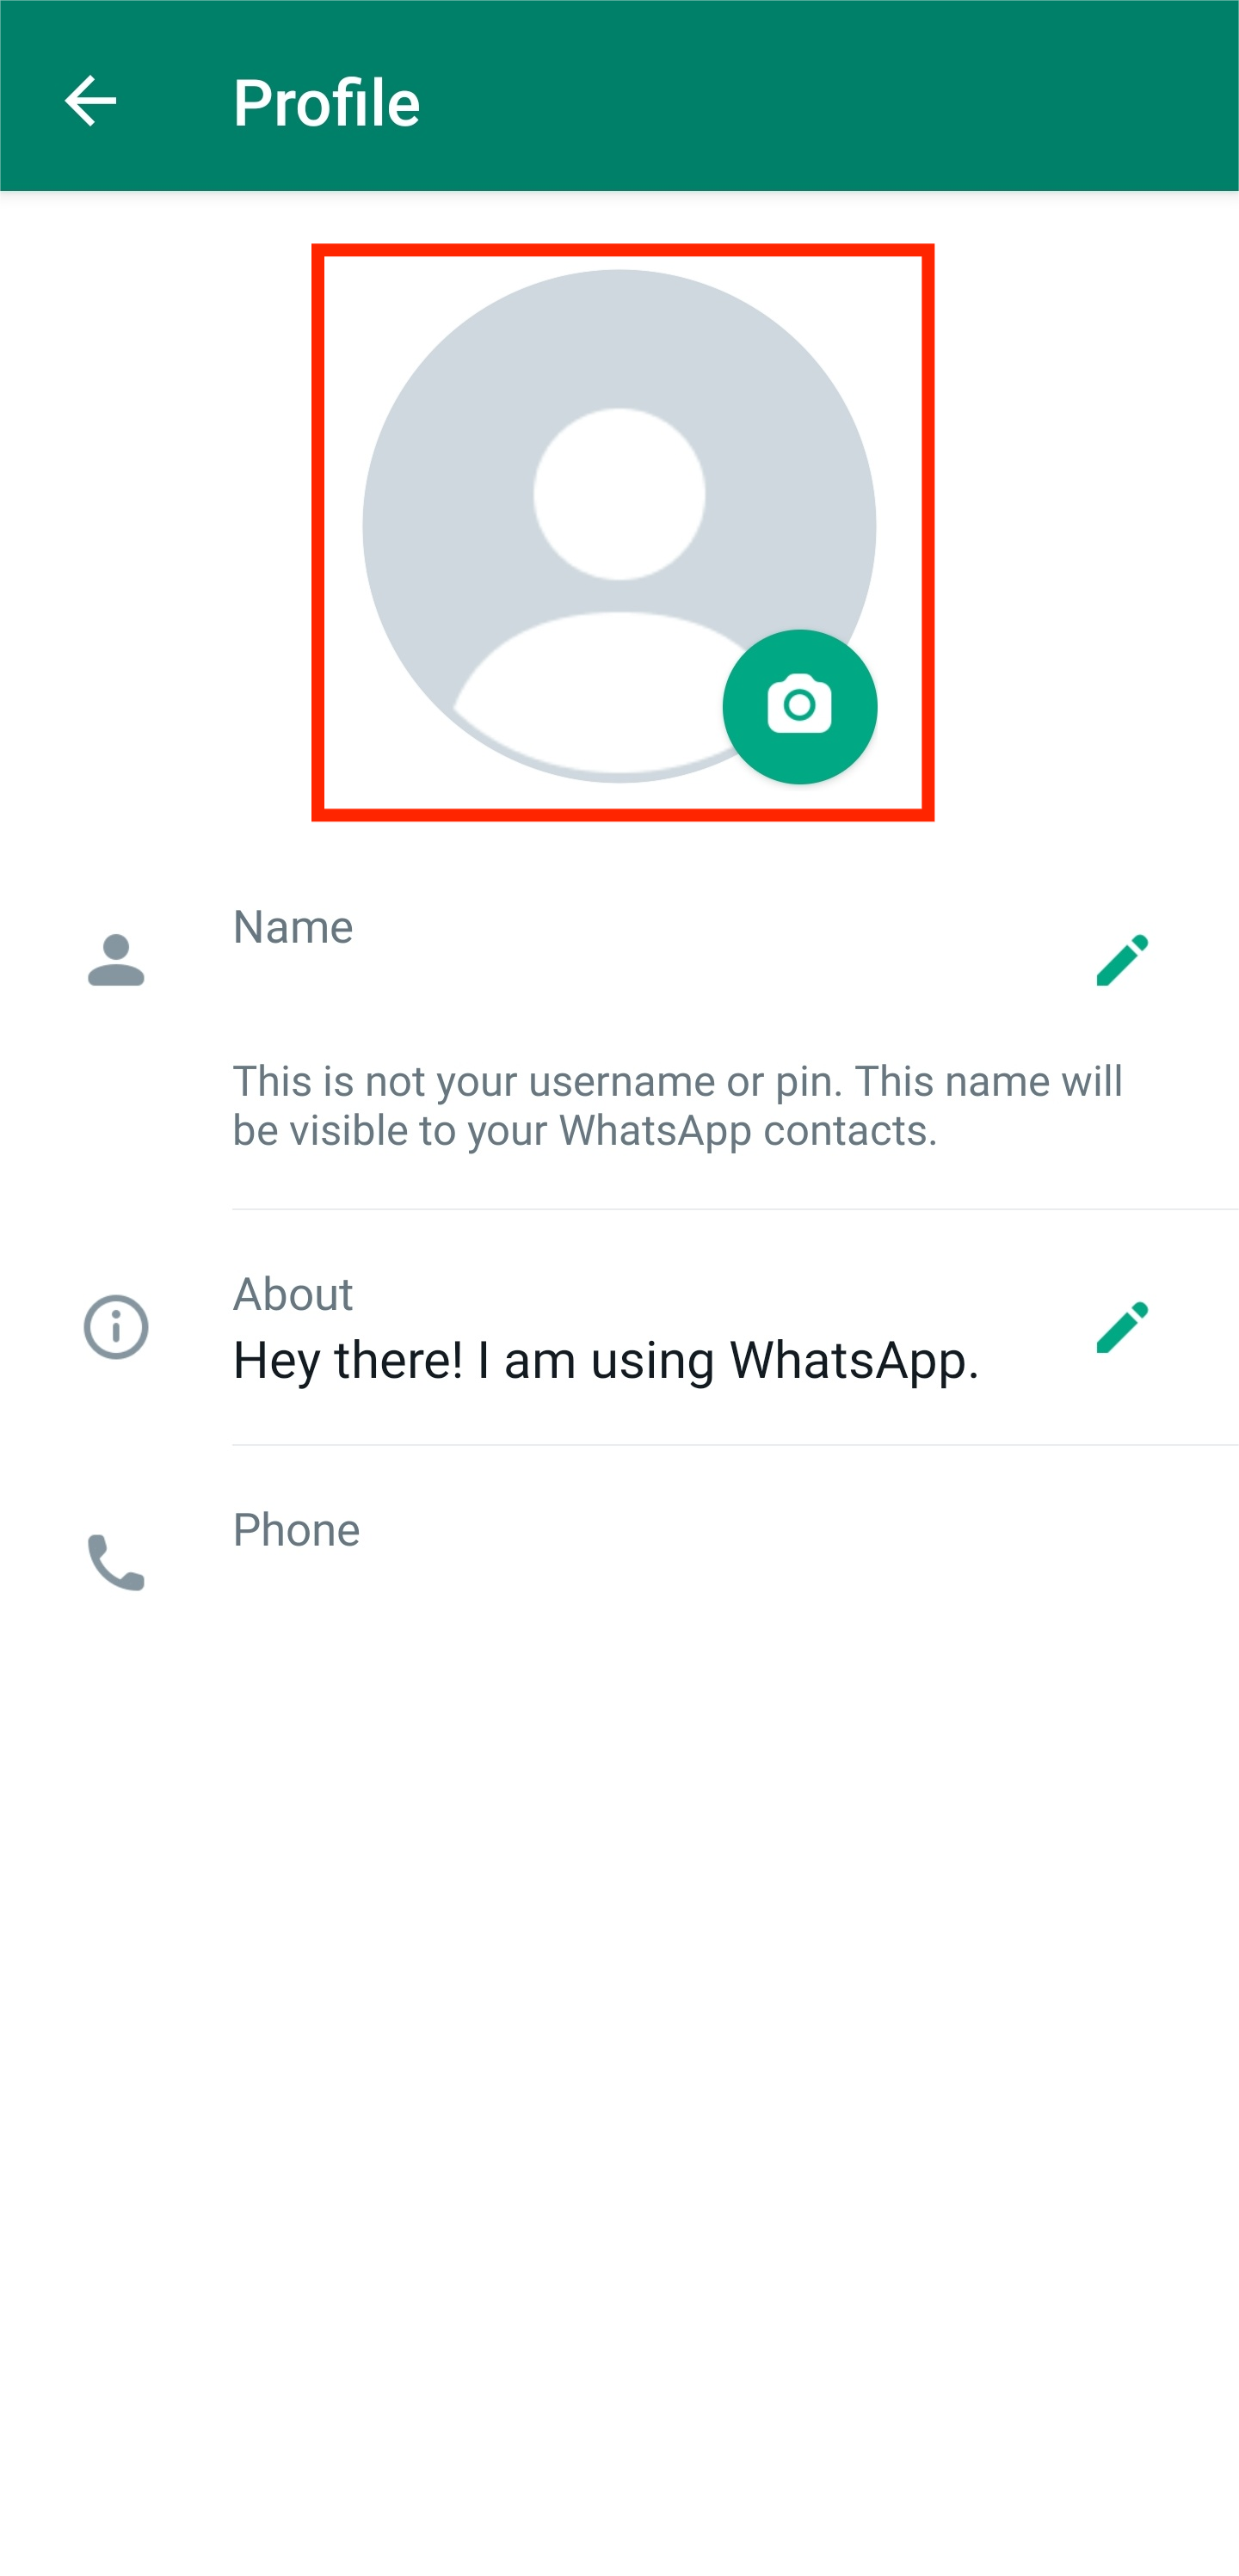 Profile
Name
This is not your username or pin. This name will
be visible to your WhatsApp contacts.
About
Hey there! I am using WhatsApp.
Phone